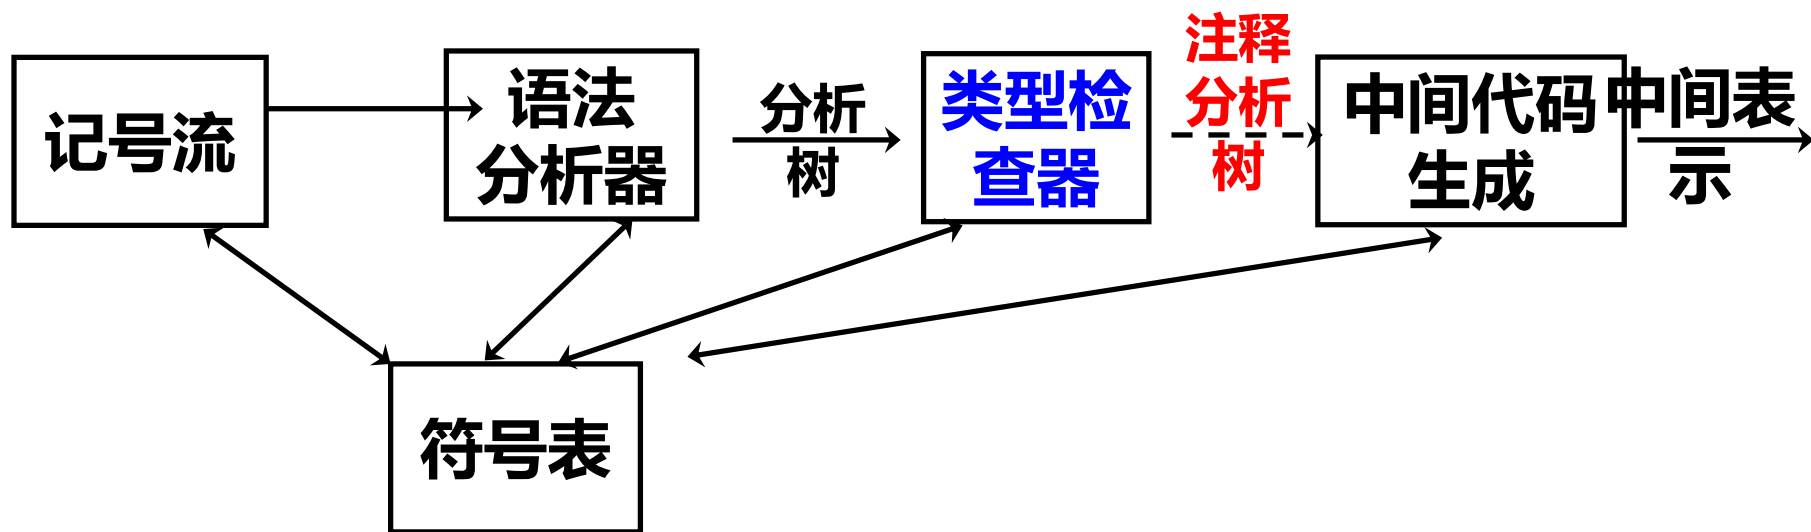 记号流
语法
分析器
分析
树
类型检
查器
注释
分析
树
中间代码
生成
中间表
示
符号表